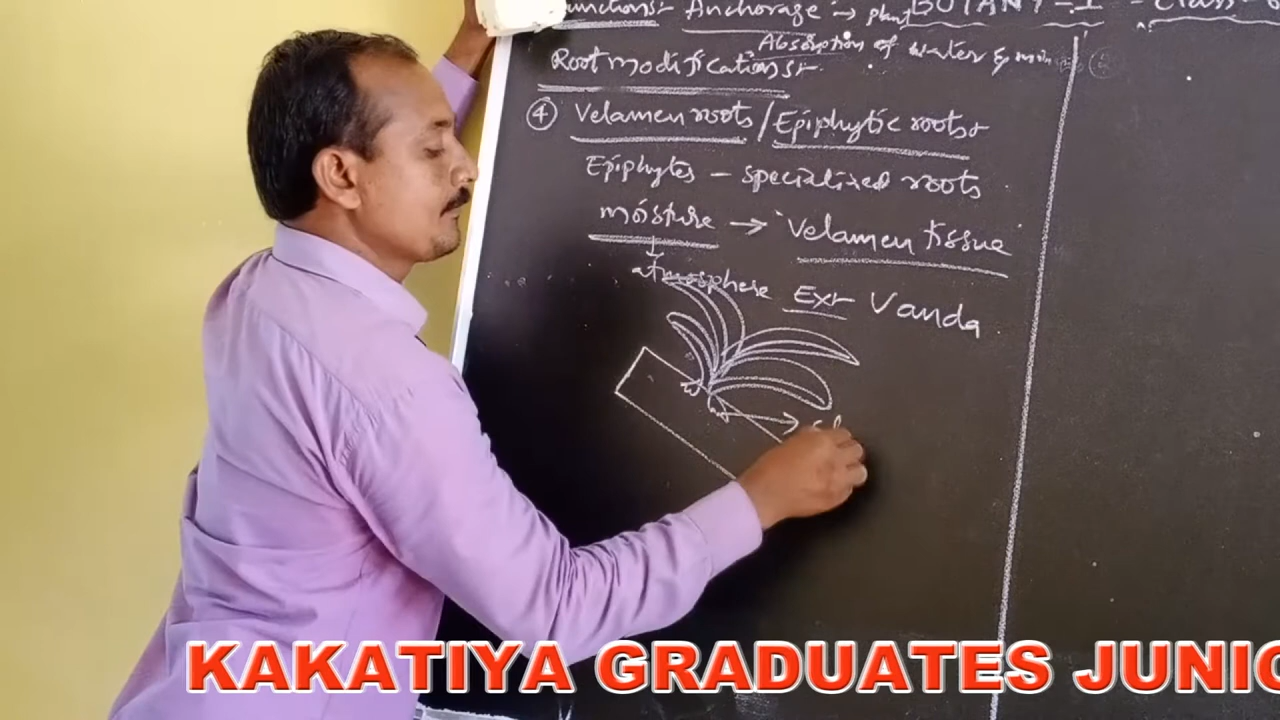 functions:- Anchorage → plant BOTANY - I - Class-
Absorption of water & min
Root modifications:-
④ Velamen roots / Epiphytic roots:-
Epiphytes - specialized roots
moisture → Velamen tissue
atmosphere Ex:- Vanda
KAKATIYA GRADUATES JUNIO